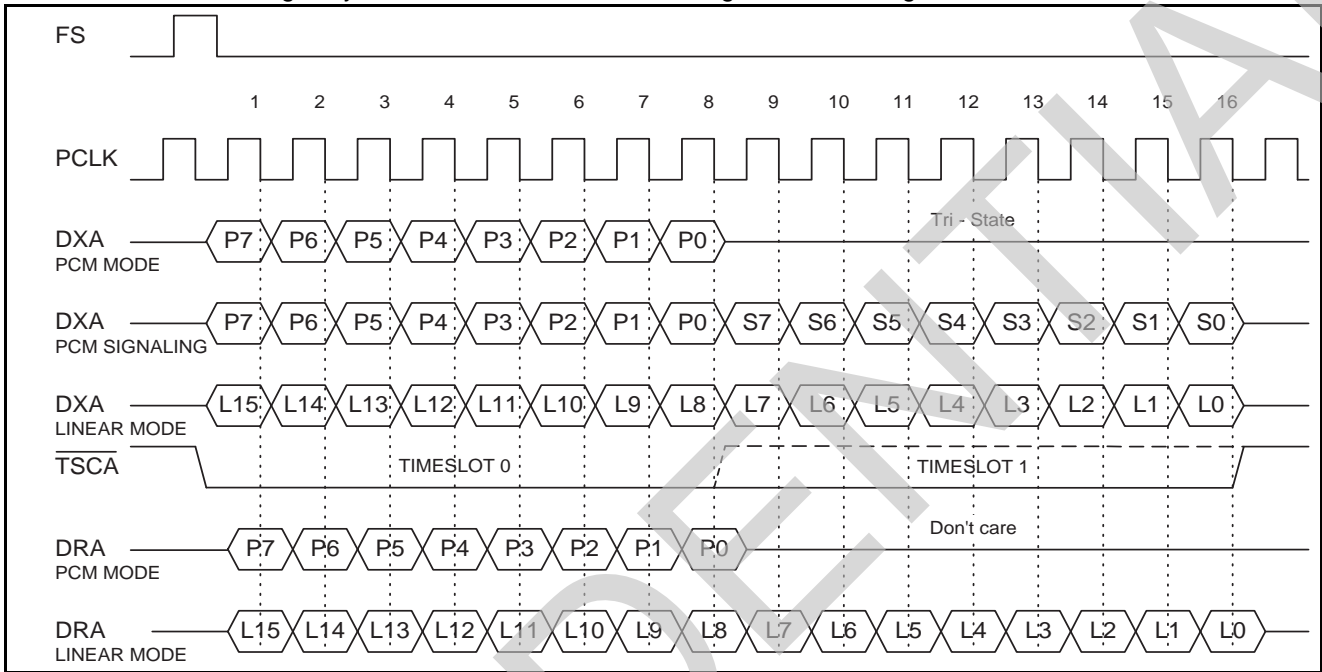 FS
1 2 3 4 5 6 7 8 9 10 11 12 13 14 15 16
PCLK
DXA P7 P6 P5 P4 P3 P2 P1 P0 Tri - State
PCM MODE
DXA P7 P6 P5 P4 P3 P2 P1 P0 S7 S6 S5 S4 S3 S2 S1 S0
PCM SIGNALING
DXA L15 L14 L13 L12 L11 L10 L9 L8 L7 L6 L5 L4 L3 L2 L1 L0
LINEAR MODE
TSCA TIMESLOT 0 TIMESLOT 1
DRA P7 P6 P5 P4 P3 P2 P1 P0 Don't care
PCM MODE
DRA L15 L14 L13 L12 L11 L10 L9 L8 L7 L6 L5 L4 L3 L2 L1 L0
LINEAR MODE
DENTIA